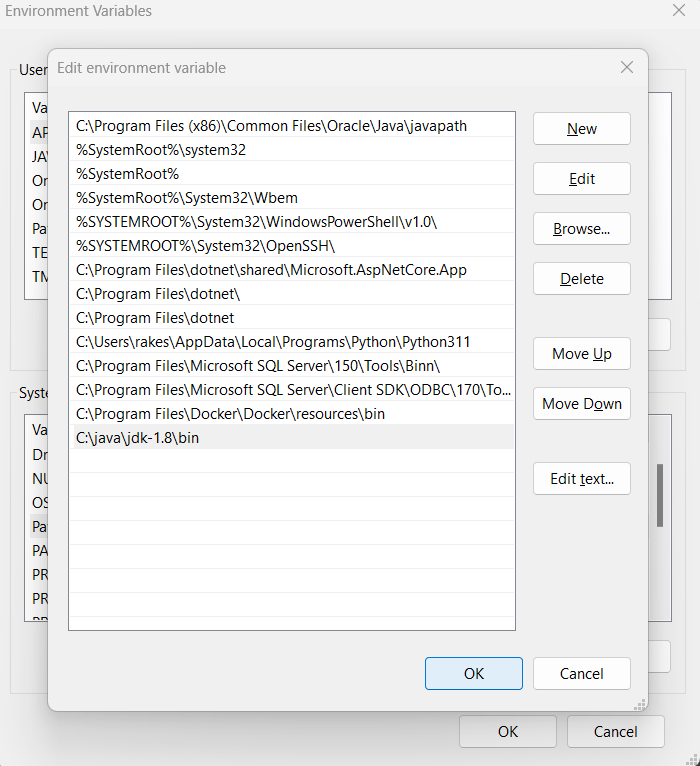 Environment Variables
User
Edit environment variable
Va
AP
JA
On
On
Pa
TE
TM
C:\Program Files (x86)\Common Files\Oracle\Java\javapath
%SystemRoot%\system32
%SystemRoot%
%SystemRoot%\System32\Wbem
%SYSTEMROOT%\System32\WindowsPowerShell\v1.0\
%SYSTEMROOT%\System32\OpenSSH\
C:\Program Files\dotnet\shared\Microsoft.AspNetCore.App
C:\Program Files\dotnet\
C:\Program Files\dotnet
C:\Users\rakes\AppData\Local\Programs\Python\Python311
C:\Program Files\Microsoft SQL Server\150\Tools\Binn\
C:\Program Files\Microsoft SQL Server\Client SDK\ODBC\170\To...
C:\Program Files\Docker\Docker\resources\bin
C:\java\jdk-1.8\bin
New
Edit
Browse...
Delete
Move Up
Move Down
Edit text...
Syste
Va
Dr
NU
OS
Pa
PA
PR
PR
OK
Cancel
OK
Cancel